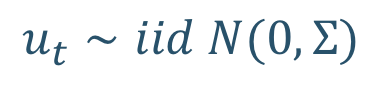 u_t ~ iid N(0, Σ)